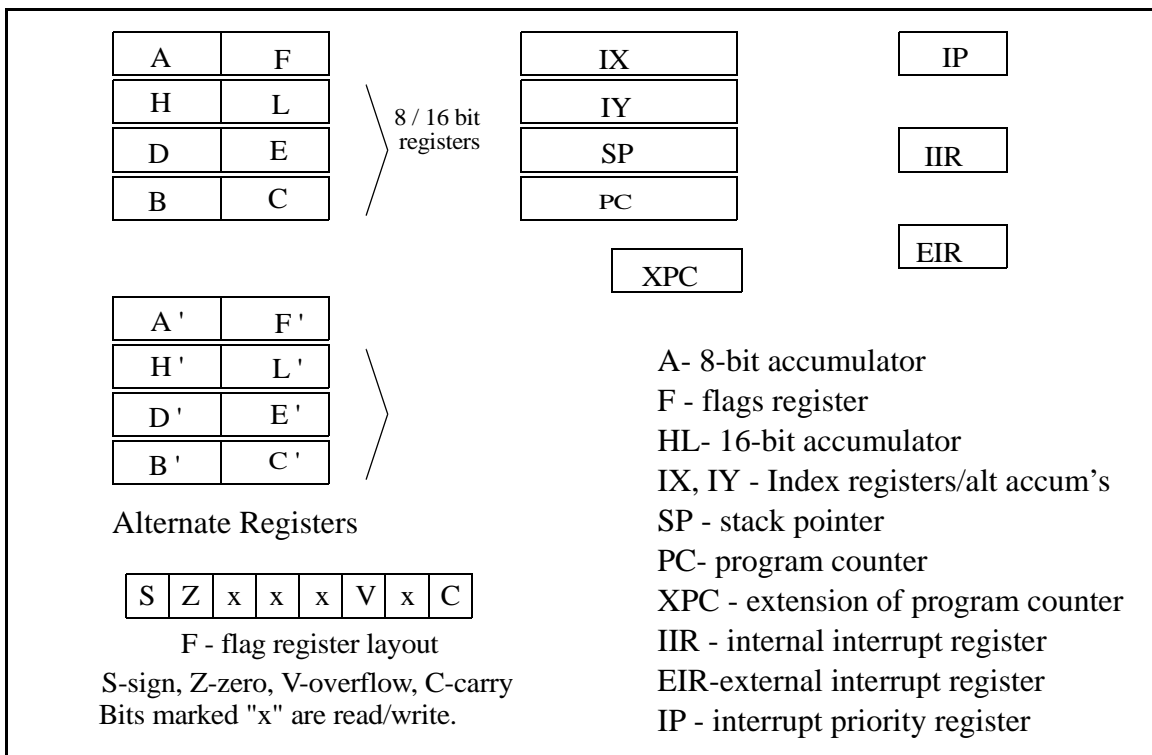 A F
H L
D E
B C
8 / 16 bit
registers
IX
IY
SP
PC
XPC
IP
IIR
EIR
A ' F '
H ' L '
D ' E '
B ' C '
Alternate Registers
S Z x x x V x C
F - flag register layout
S-sign, Z-zero, V-overflow, C-carry
Bits marked "x" are read/write.
A- 8-bit accumulator
F - flags register
HL- 16-bit accumulator
IX, IY - Index registers/alt accum's
SP - stack pointer
PC- program counter
XPC - extension of program counter
IIR - internal interrupt register
EIR-external interrupt register
IP - interrupt priority register